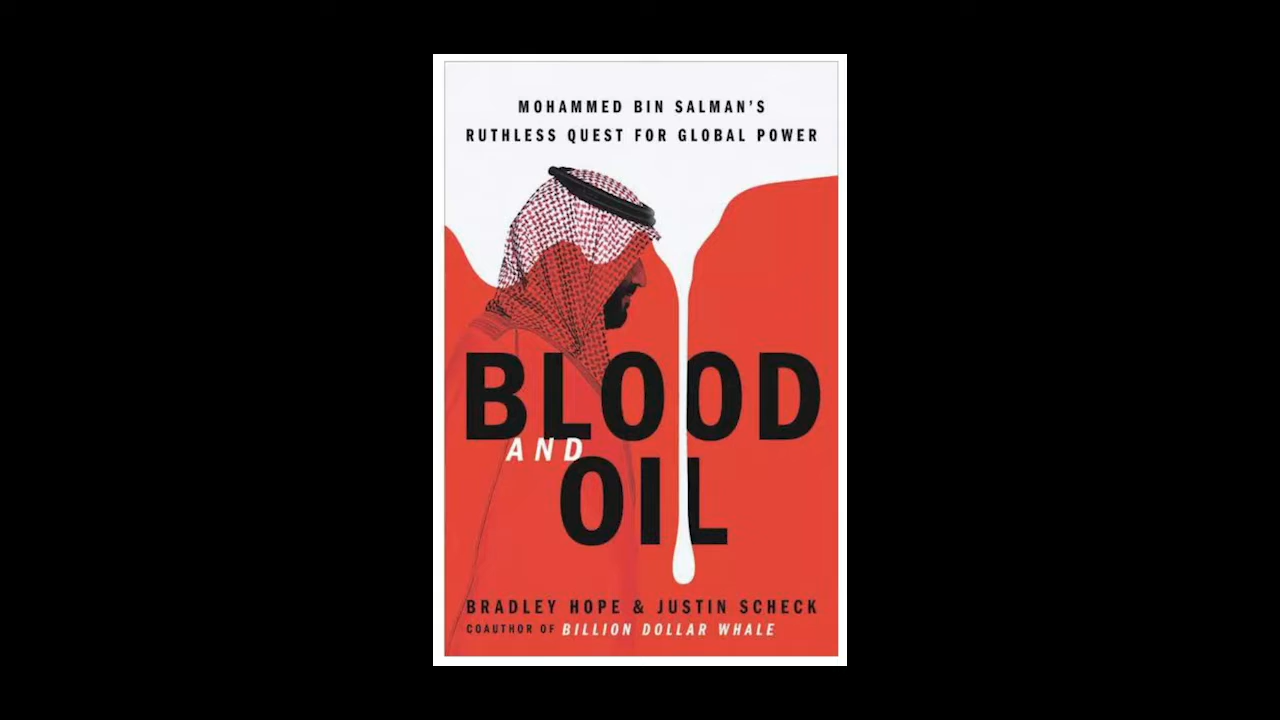 MOHAMMED BIN SALMAN'S
RUTHLESS QUEST FOR GLOBAL POWER
BLOOD
AND
OIL
BRADLEY HOPE & JUSTIN SCHECK
COAUTHOR OF BILLION DOLLAR WHALE